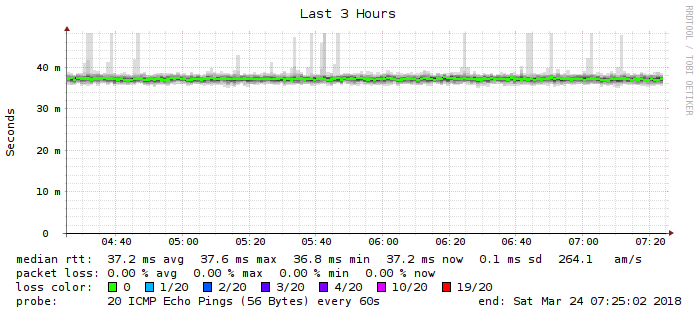 Last 3 Hours
RRDTOOL / TOBI OETIKER
Seconds
40 m
30 m
20 m
10 m
0
04:40 05:00 05:20 05:40 06:00 06:20 06:40 07:00 07:20
median rtt: 37.2 ms avg 37.6 ms max 36.8 ms min 37.2 ms now 0.1 ms sd 264.1 am/s
packet loss: 0.00 % avg 0.00 % max 0.00 % min 0.00 % now
loss color: 0 1/20 2/20 3/20 4/20 10/20 19/20
probe: 20 ICMP Echo Pings (56 Bytes) every 60s end: Sat Mar 24 07:25:02 2018